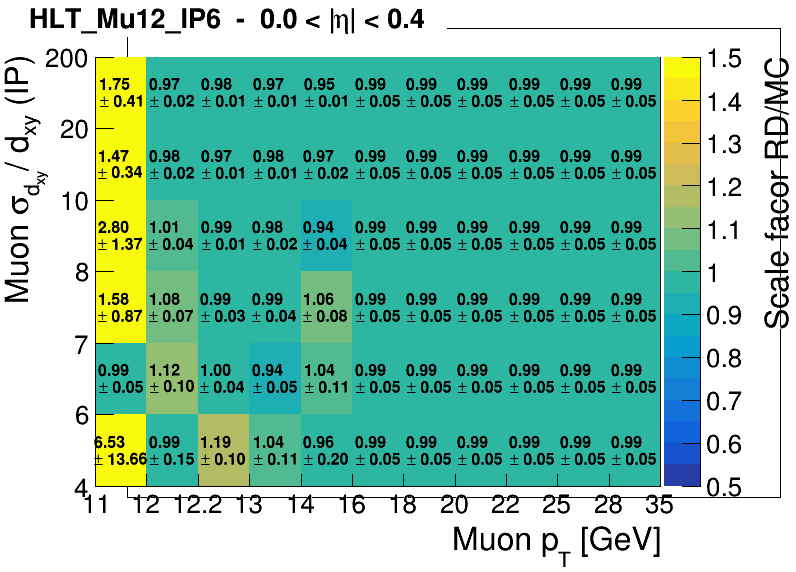 HLT_Mu12_IP6 - 0.0 < |η| < 0.4
200
1.75 0.97 0.98 0.97 0.95 0.99 0.99 0.99 0.99 0.99 0.99
± 0.41 ± 0.02 ± 0.01 ± 0.01 ± 0.01 ± 0.05 ± 0.05 ± 0.05 ± 0.05 ± 0.05 ± 0.05
20
1.47 0.98 0.97 0.98 0.97 0.99 0.99 0.99 0.99 0.99 0.99
± 0.34 ± 0.02 ± 0.01 ± 0.01 ± 0.02 ± 0.05 ± 0.05 ± 0.05 ± 0.05 ± 0.05 ± 0.05
10
2.80 1.01 0.99 0.98 0.94 0.99 0.99 0.99 0.99 0.99 0.99
± 1.37 ± 0.04 ± 0.01 ± 0.02 ± 0.04 ± 0.05 ± 0.05 ± 0.05 ± 0.05 ± 0.05 ± 0.05
8
1.58 1.08 0.99 0.99 1.06 0.99 0.99 0.99 0.99 0.99 0.99
± 0.87 ± 0.07 ± 0.03 ± 0.04 ± 0.08 ± 0.05 ± 0.05 ± 0.05 ± 0.05 ± 0.05 ± 0.05
7
0.99 1.12 1.00 0.94 1.04 0.99 0.99 0.99 0.99 0.99 0.99
± 0.05 ± 0.10 ± 0.04 ± 0.05 ± 0.11 ± 0.05 ± 0.05 ± 0.05 ± 0.05 ± 0.05 ± 0.05
6
6.53 0.99 1.19 1.04 0.96 0.99 0.99 0.99 0.99 0.99 0.99
± 13.66 ± 0.15 ± 0.10 ± 0.11 ± 0.20 ± 0.05 ± 0.05 ± 0.05 ± 0.05 ± 0.05 ± 0.05
4
11 12 12.2 13 14 16 18 20 22 25 28 35
Muon p_T [GeV]
Muon σ_d_xy / d_xy (IP)
1.5
1.4
1.3
1.2
1.1
1
0.9
0.8
0.7
0.6
0.5
Scale facor RD/MC